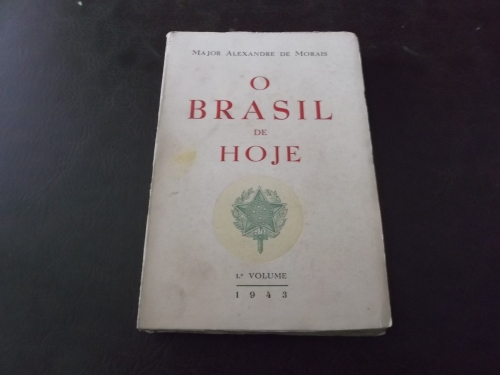 MAJOR ALEXANDRE DE MORAIS
O
BRASIL
DE
HOJE
1.º VOLUME
1943